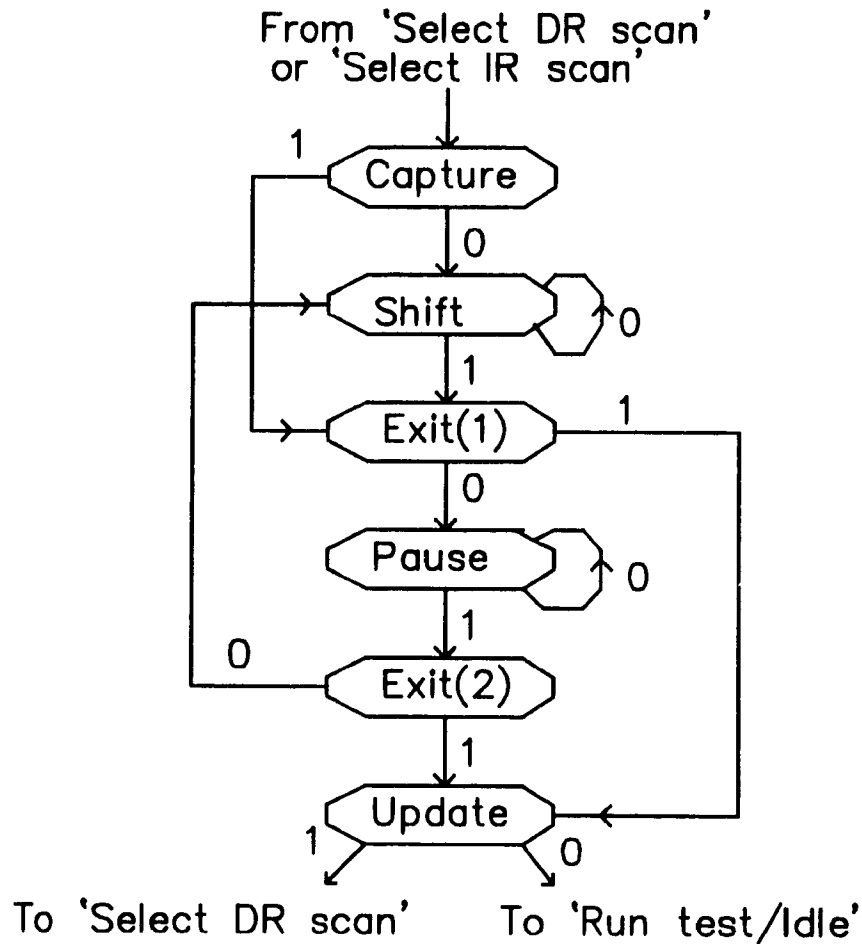 From 'Select DR scan'
or 'Select IR scan'
1
Capture
0
Shift
0
1
Exit(1)
1
0
Pause
0
1
0
Exit(2)
1
Update
1
0
To 'Select DR scan'
To 'Run test/Idle'